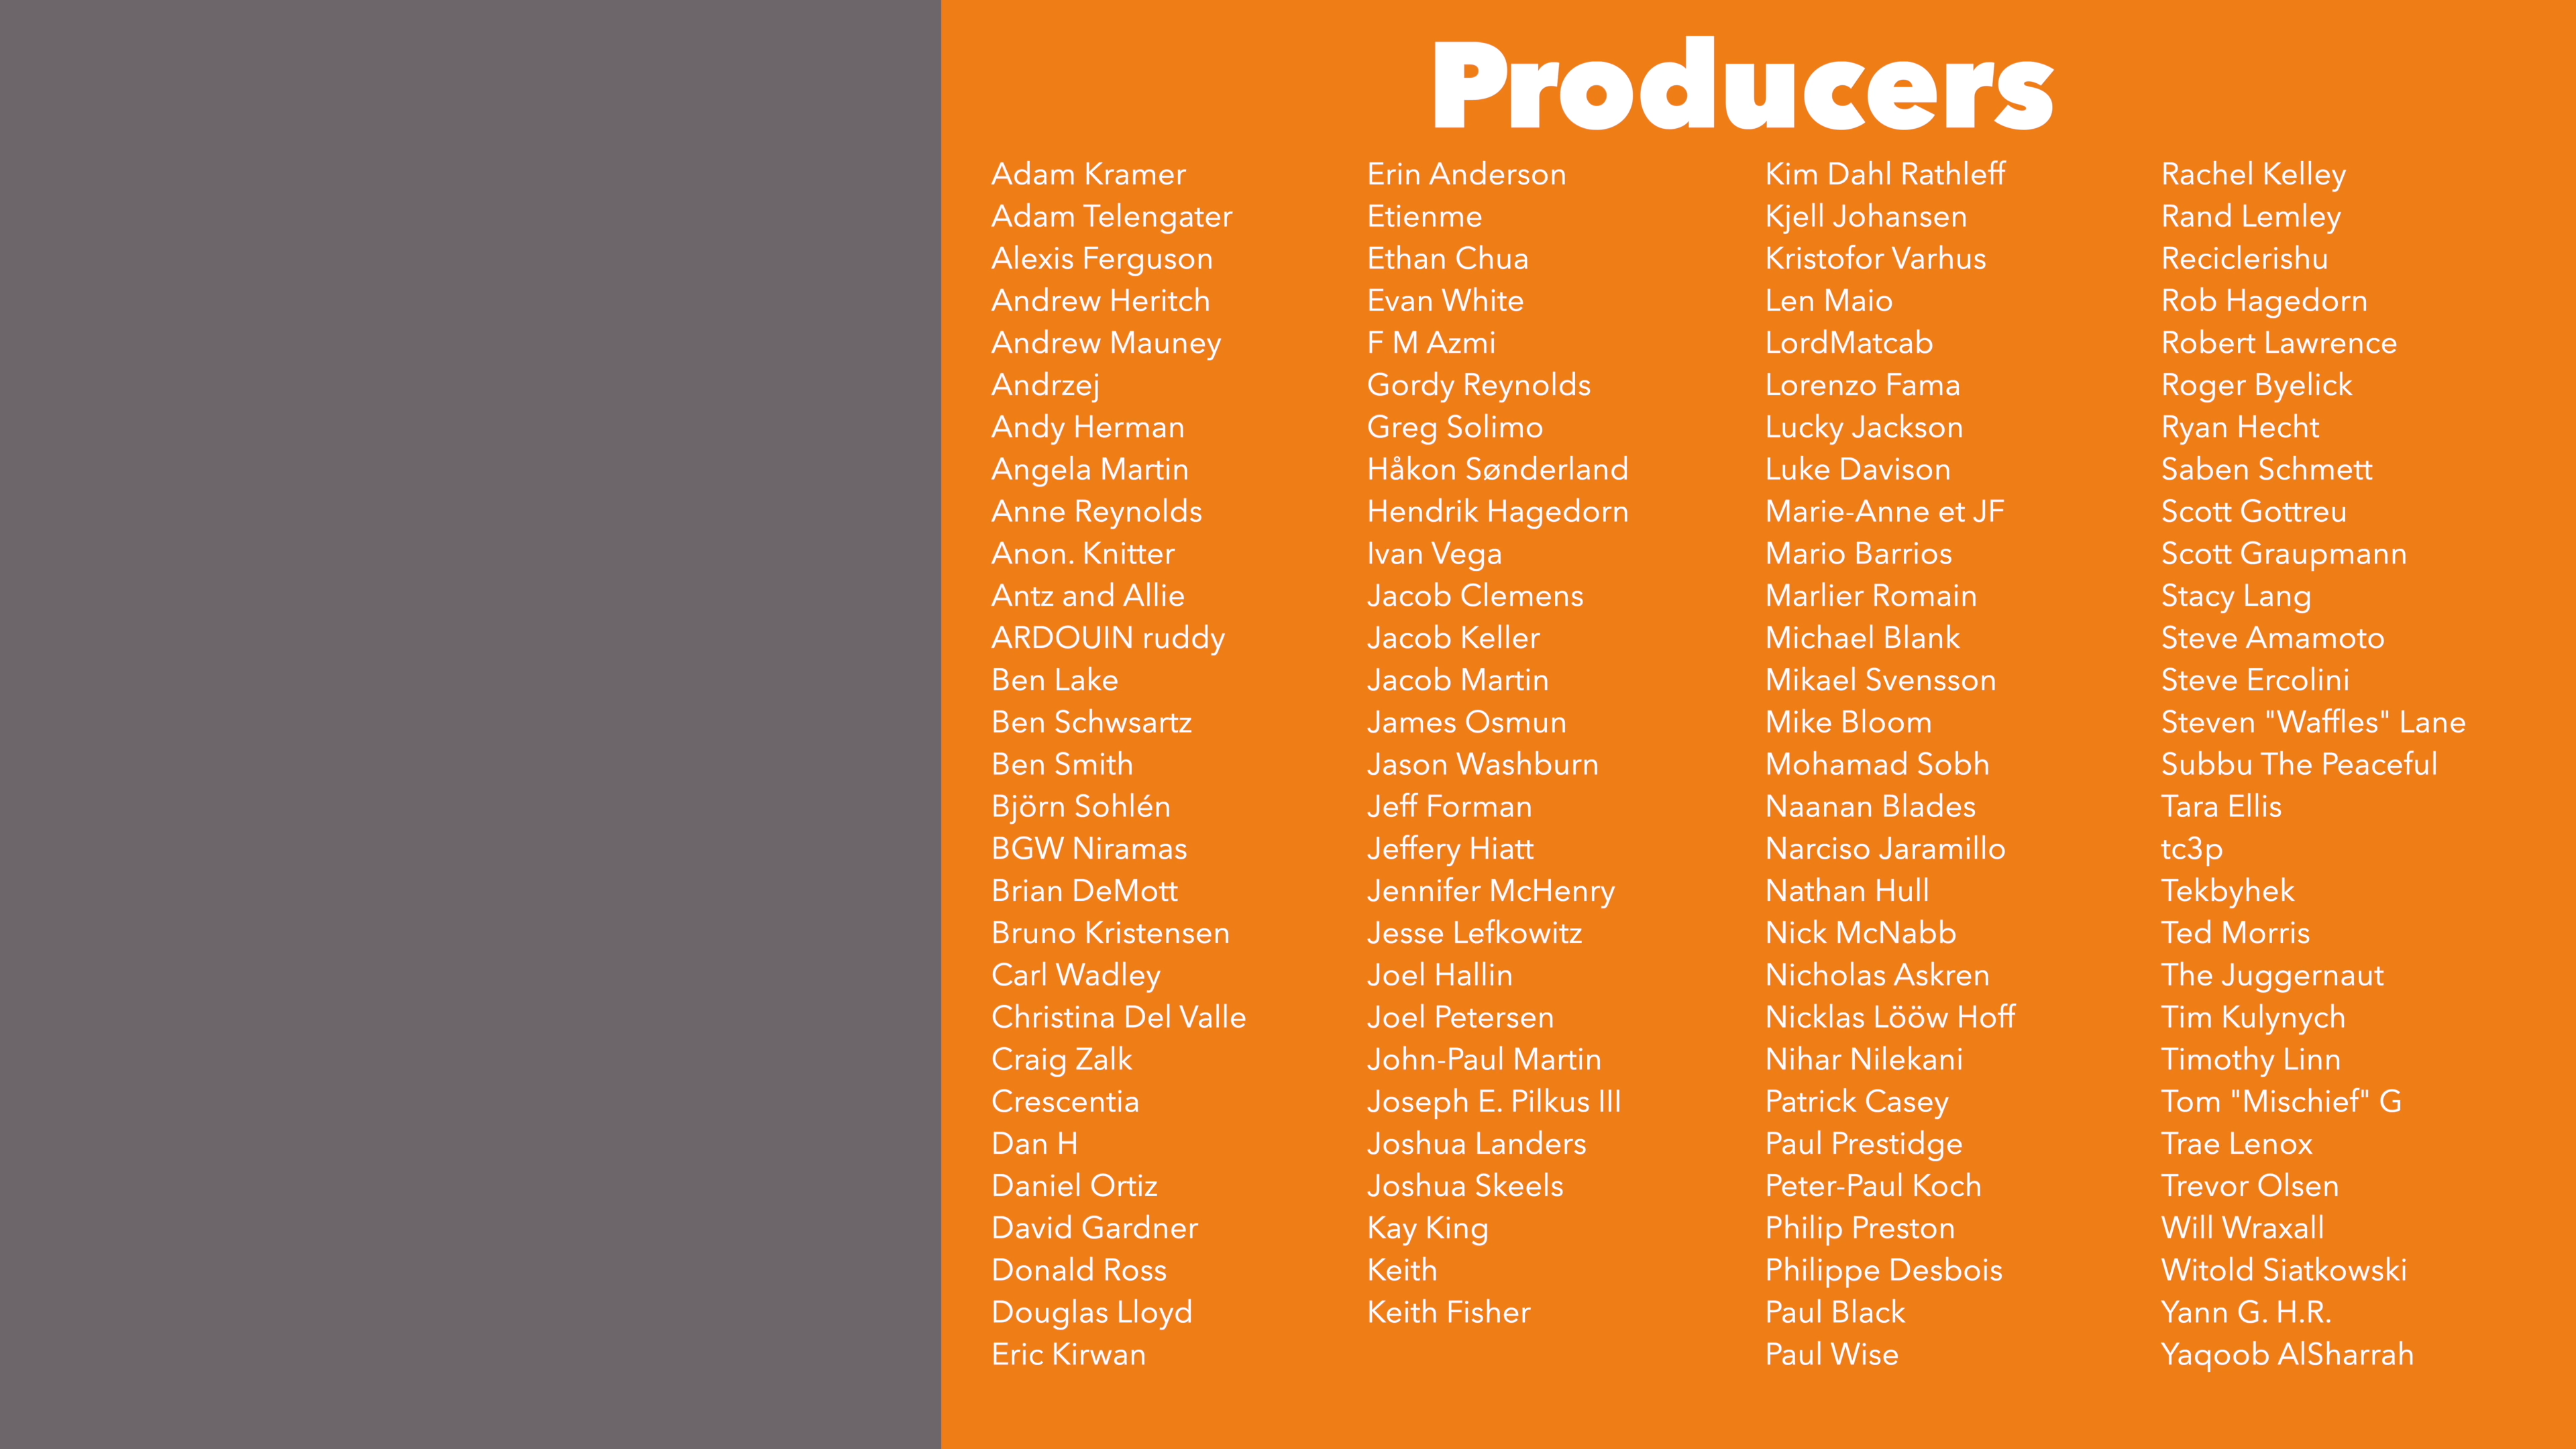 Producers
Adam Kramer
Adam Telengater
Alexis Ferguson
Andrew Heritch
Andrew Mauney
Andrzej
Andy Herman
Angela Martin
Anne Reynolds
Anon. Knitter
Antz and Allie
ARDOUIN ruddy
Ben Lake
Ben Schwsartz
Ben Smith
Björn Sohlén
BGW Niramas
Brian DeMott
Bruno Kristensen
Carl Wadley
Christina Del Valle
Craig Zalk
Crescentia
Dan H
Daniel Ortiz
David Gardner
Donald Ross
Douglas Lloyd
Eric Kirwan
Erin Anderson
Etienme
Ethan Chua
Evan White
F M Azmi
Gordy Reynolds
Greg Solimo
Håkon Sønderland
Hendrik Hagedorn
Ivan Vega
Jacob Clemens
Jacob Keller
Jacob Martin
James Osmun
Jason Washburn
Jeff Forman
Jeffery Hiatt
Jennifer McHenry
Jesse Lefkowitz
Joel Hallin
Joel Petersen
John-Paul Martin
Joseph E. Pilkus III
Joshua Landers
Joshua Skeels
Kay King
Keith
Keith Fisher
Kim Dahl Rathleff
Kjell Johansen
Kristofor Varhus
Len Maio
LordMatcab
Lorenzo Fama
Lucky Jackson
Luke Davison
Marie-Anne et JF
Mario Barrios
Marlier Romain
Michael Blank
Mikael Svensson
Mike Bloom
Mohamad Sobh
Naanan Blades
Narciso Jaramillo
Nathan Hull
Nick McNabb
Nicholas Askren
Nicklas Lööw Hoff
Nihar Nilekani
Patrick Casey
Paul Prestidge
Peter-Paul Koch
Philip Preston
Philippe Desbois
Paul Black
Paul Wise
Rachel Kelley
Rand Lemley
Reciclerishu
Rob Hagedorn
Robert Lawrence
Roger Byelick
Ryan Hecht
Saben Schmett
Scott Gottreu
Scott Graupmann
Stacy Lang
Steve Amamoto
Steve Ercolini
Steven "Waffles" Lane
Subbu The Peaceful
Tara Ellis
tc3p
Tekbyhek
Ted Morris
The Juggernaut
Tim Kulynych
Timothy Linn
Tom "Mischief" G
Trae Lenox
Trevor Olsen
Will Wraxall
Witold Siatkowski
Yann G. H.R.
Yaqoob AlSharrah